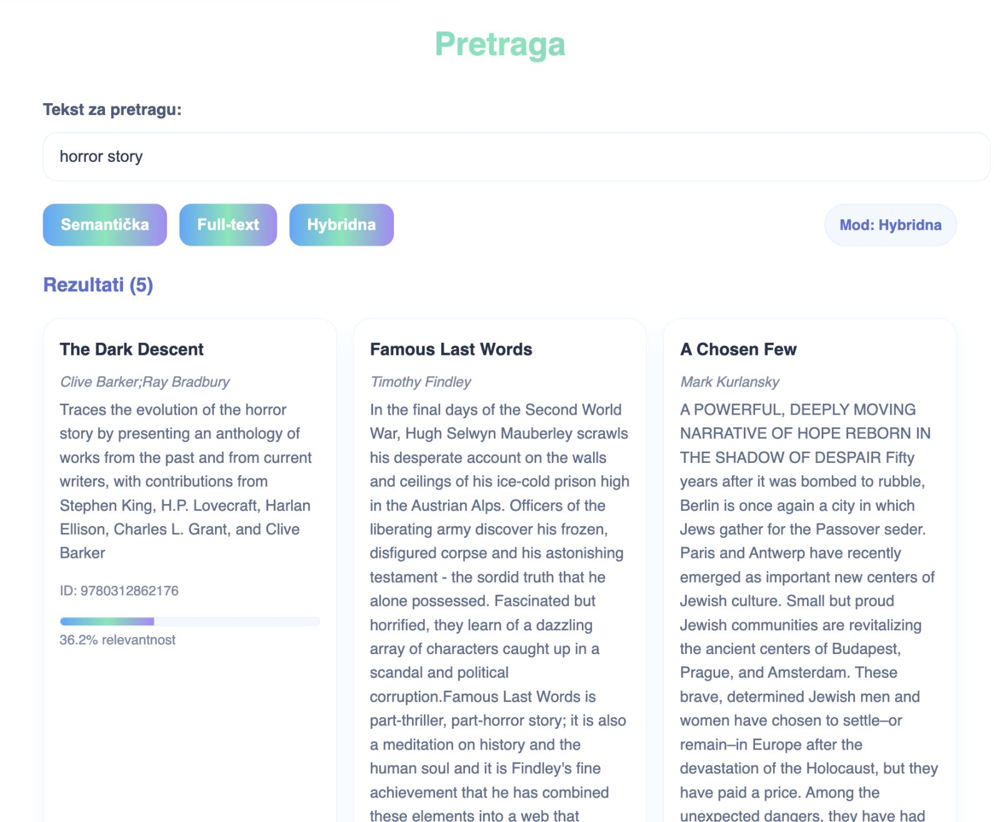 Pretraga
Tekst za pretragu:
horror story
Semantička
Full-text
Hybridna
Mod: Hybridna
Rezultati (5)
The Dark Descent
Clive Barker;Ray Bradbury
Traces the evolution of the horror
story by presenting an anthology of
works from the past and from current
writers, with contributions from
Stephen King, H.P. Lovecraft, Harlan
Ellison, Charles L. Grant, and Clive
Barker
ID: 9780312862176
36.2% relevantnost
Famous Last Words
Timothy Findley
In the final days of the Second World
War, Hugh Selwyn Mauberley scrawls
his desperate account on the walls
and ceilings of his ice-cold prison high
in the Austrian Alps. Officers of the
liberating army discover his frozen,
disfigured corpse and his astonishing
testament - the sordid truth that he
alone possessed. Fascinated but
horrified, they learn of a dazzling
array of characters caught up in a
scandal and political
corruption.Famous Last Words is
part-thriller, part-horror story; it is also
a meditation on history and the
human soul and it is Findley's fine
achievement that he has combined
these elements into a web that
A Chosen Few
Mark Kurlansky
A POWERFUL, DEEPLY MOVING
NARRATIVE OF HOPE REBORN IN
THE SHADOW OF DESPAIR Fifty
years after it was bombed to rubble,
Berlin is once again a city in which
Jews gather for the Passover seder.
Paris and Antwerp have recently
emerged as important new centers of
Jewish culture. Small but proud
Jewish communities are revitalizing
the ancient centers of Budapest,
Prague, and Amsterdam. These
brave, determined Jewish men and
women have chosen to settle–or
remain–in Europe after the
devastation of the Holocaust, but they
have paid a price. Among the
unexpected dangers, they have had